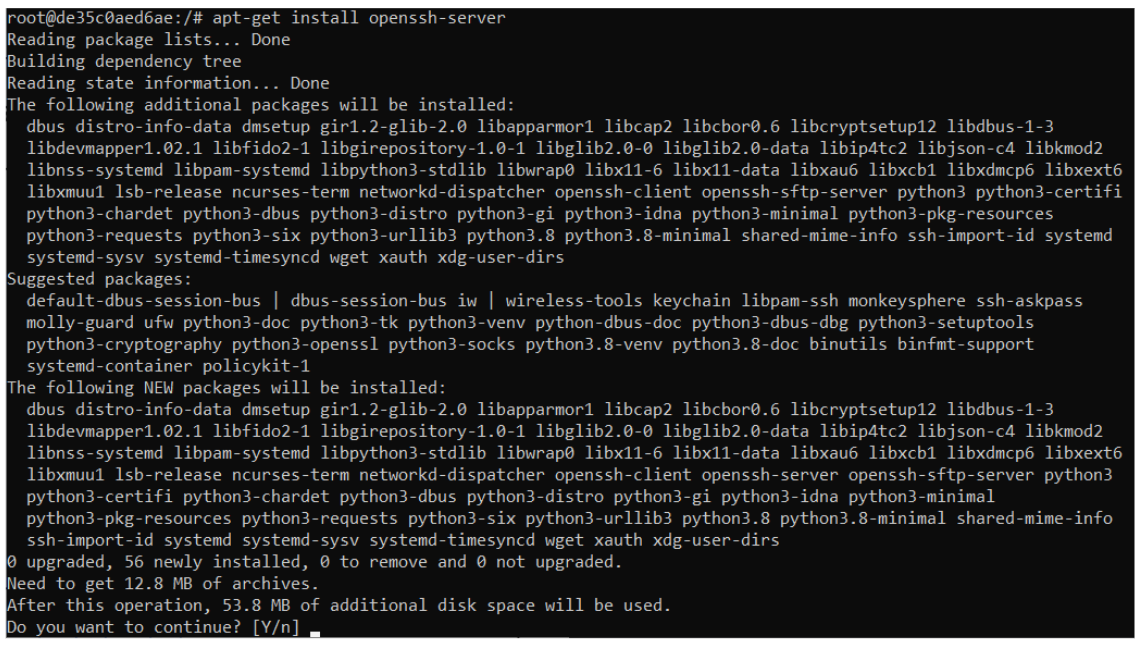 root@de35c0aed6ae:/# apt-get install openssh-server
Reading package lists... Done
Building dependency tree
Reading state information... Done
The following additional packages will be installed:
  dbus distro-info-data dmsetup gir1.2-glib-2.0 libapparmor1 libcap2 libcbor0.6 libcryptsetup12 libdbus-1-3
  libdevmapper1.02.1 libfido2-1 libgirepository-1.0-1 libglib2.0-0 libglib2.0-data libip4tc2 libjson-c4 libkmod2
  libnss-systemd libpam-systemd libpython3-stdlib libwrap0 libx11-6 libx11-data libxau6 libxcb1 libxdmcp6 libxext6
  libxmuu1 lsb-release ncurses-term networkd-dispatcher openssh-client openssh-sftp-server python3 python3-certifi
  python3-chardet python3-dbus python3-distro python3-gi python3-idna python3-minimal python3-pkg-resources
  python3-requests python3-six python3-urllib3 python3.8 python3.8-minimal shared-mime-info ssh-import-id systemd
  systemd-sysv systemd-timesyncd wget xauth xdg-user-dirs
Suggested packages:
  default-dbus-session-bus | dbus-session-bus iw | wireless-tools keychain libpam-ssh monkeysphere ssh-askpass
  molly-guard ufw python3-doc python3-tk python3-venv python-dbus-doc python3-dbus-dbg python3-setuptools
  python3-cryptography python3-openssl python3-socks python3.8-venv python3.8-doc binutils binfmt-support
  systemd-container policykit-1
The following NEW packages will be installed:
  dbus distro-info-data dmsetup gir1.2-glib-2.0 libapparmor1 libcap2 libcbor0.6 libcryptsetup12 libdbus-1-3
  libdevmapper1.02.1 libfido2-1 libgirepository-1.0-1 libglib2.0-0 libglib2.0-data libip4tc2 libjson-c4 libkmod2
  libnss-systemd libpam-systemd libpython3-stdlib libwrap0 libx11-6 libx11-data libxau6 libxcb1 libxdmcp6 libxext6
  libxmuu1 lsb-release ncurses-term networkd-dispatcher openssh-client openssh-server openssh-sftp-server python3
  python3-certifi python3-chardet python3-dbus python3-distro python3-gi python3-idna python3-minimal
  python3-pkg-resources python3-requests python3-six python3-urllib3 python3.8 python3.8-minimal shared-mime-info
  ssh-import-id systemd systemd-sysv systemd-timesyncd wget xauth xdg-user-dirs
0 upgraded, 56 newly installed, 0 to remove and 0 not upgraded.
Need to get 12.8 MB of archives.
After this operation, 53.8 MB of additional disk space will be used.
Do you want to continue? [Y/n]